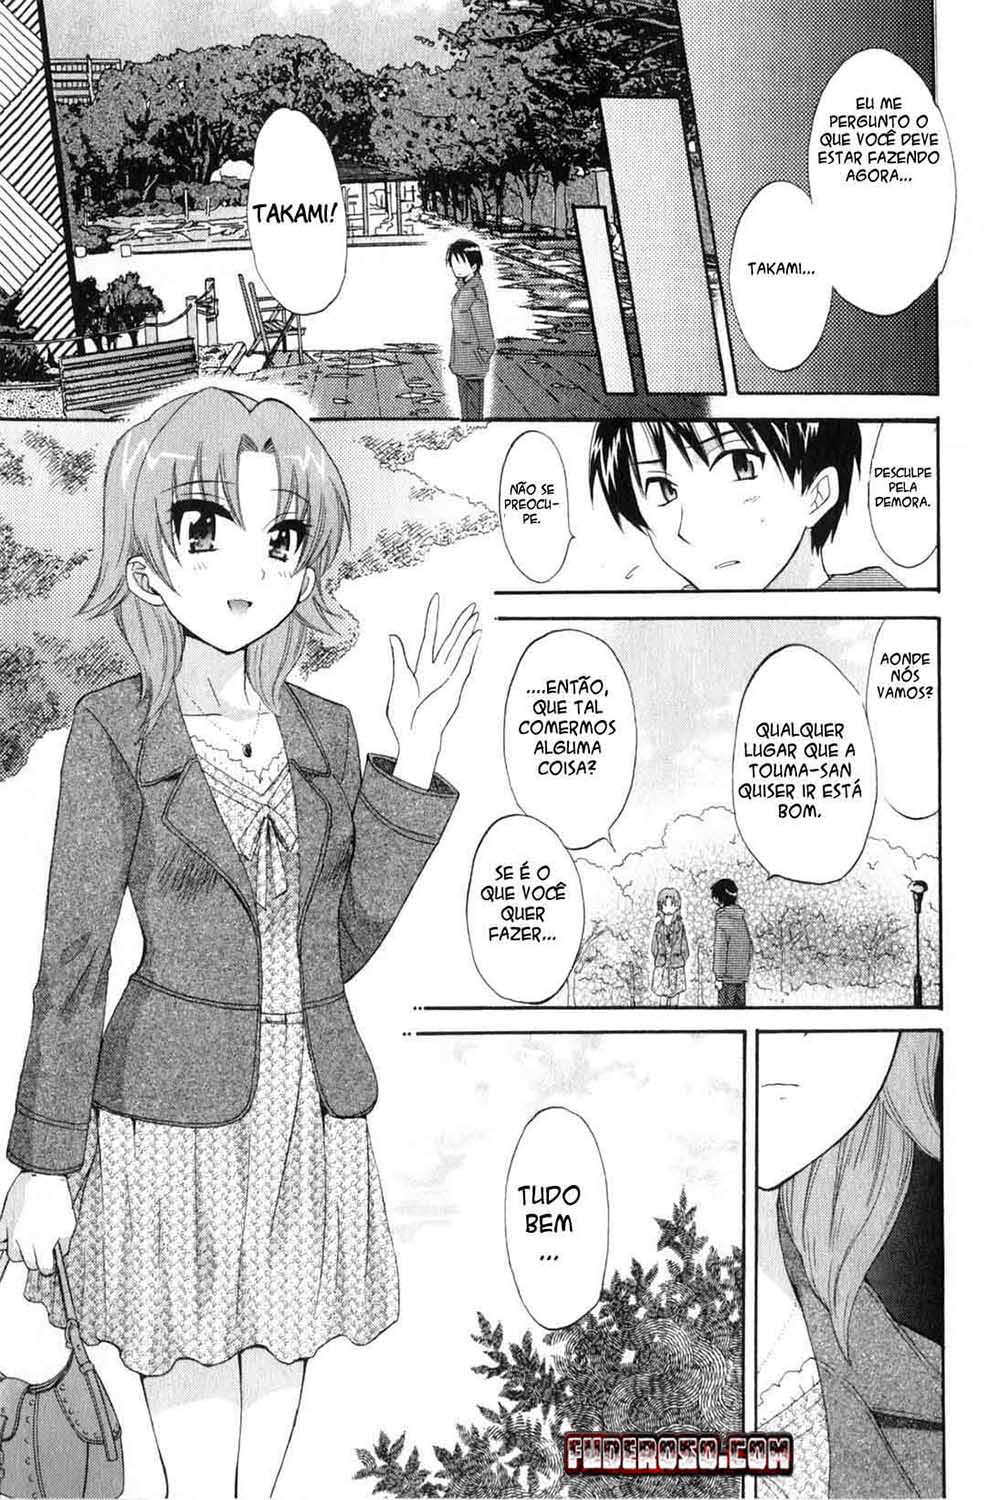 EU ME
PERGUNTO O
QUE VOCÊ DEVE
ESTAR FAZENDO
AGORA...
TAKAMI...
TAKAMI!
DESCULPE
PELA
DEMORA.
NÃO SE
PREOCU-
PE.
AONDE
NÓS
VAMOS?
QUALQUER
LUGAR QUE A
TOUMA-SAN
QUISER IR ESTÁ
BOM.
....ENTÃO,
QUE TAL
COMERMOS
ALGUMA
COISA?
SE É O
QUE VOCÊ
QUER
FAZER...
TUDO
BEM
...
FUDEROSO.COM